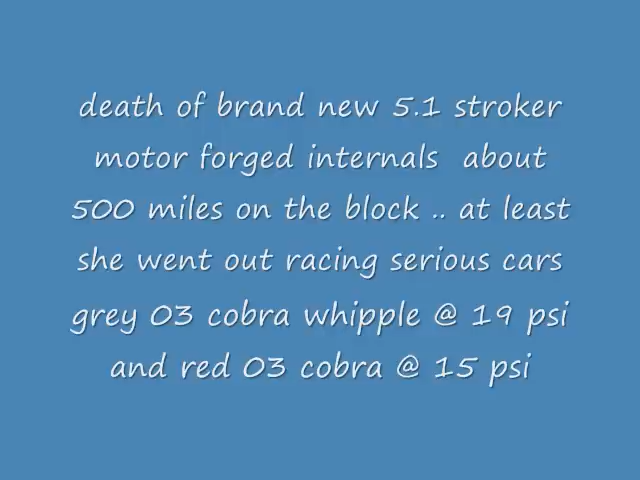 death of brand new 5.1 stroker
motor forged internals about
500 miles on the block .. at least
she went out racing serious cars
grey 03 cobra whipple @ 19 psi
and red 03 cobra @ 15 psi